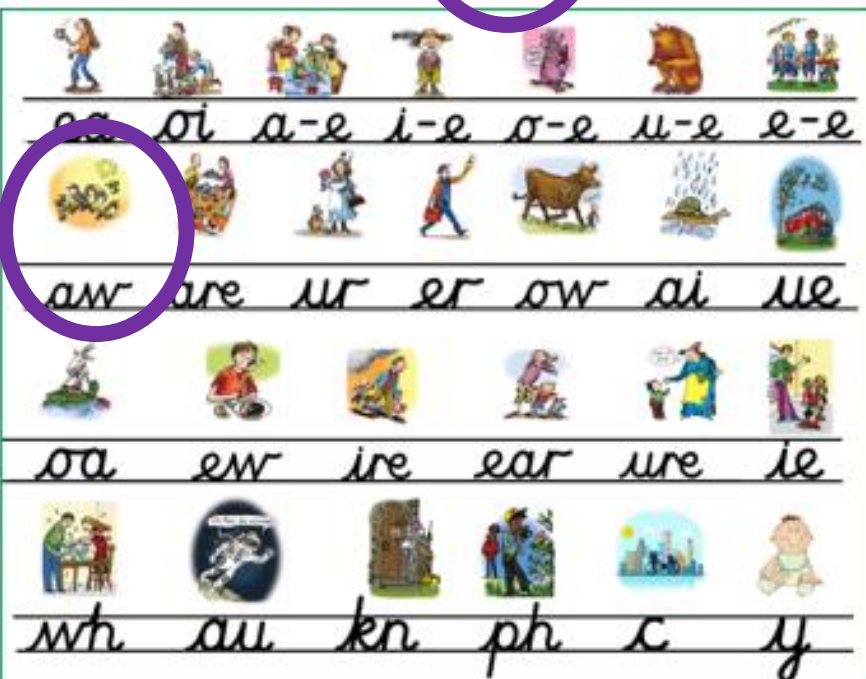 ea oi a-e i-e o-e u-e e-e
aw are ur er ow ai ue
oa ew ire ear ure ie
wh au kn ph c y